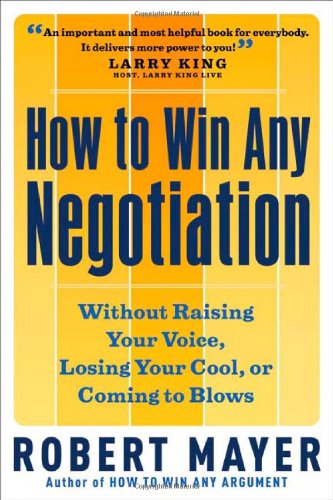 “An important and most helpful book for everybody.
It delivers more power to you!”
LARRY KING
HOST, LARRY KING LIVE
How to Win Any
Negotiation
Without Raising
Your Voice,
Losing Your Cool, or
Coming to Blows
ROBERT MAYER
Author of HOW TO WIN ANY ARGUMENT